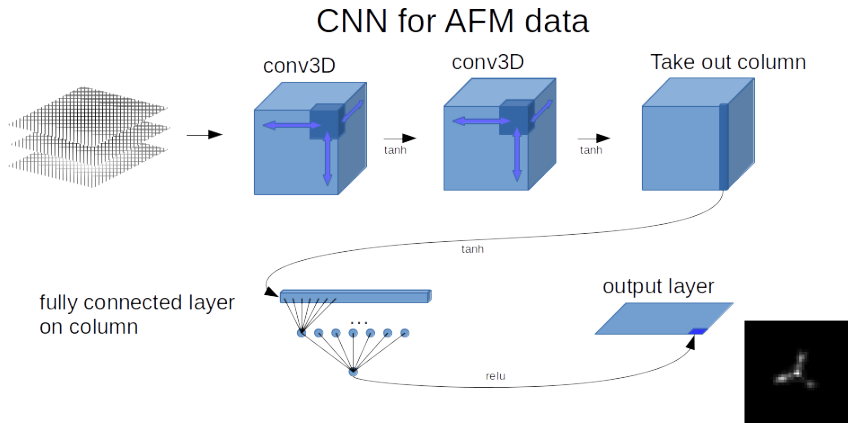 CNN for AFM data
conv3D
conv3D
Take out column
tanh
tanh
tanh
fully connected layer
on column
...
output layer
relu